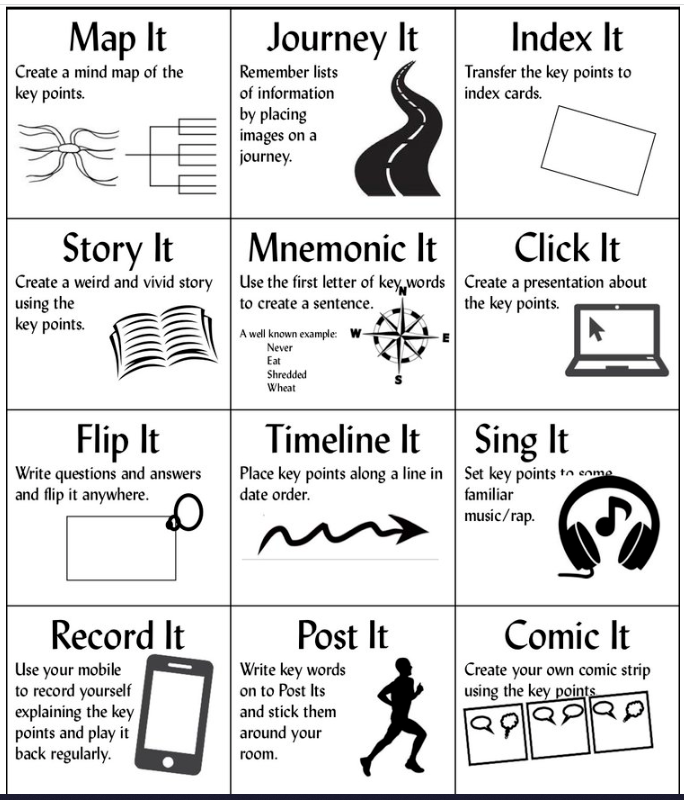 Map It
Create a mind map of the
key points.
Journey It
Remember lists
of information
by placing
images on a
journey.
Index It
Transfer the key points to
index cards.
Story It
Create a weird and vivid story
using the
key points.
Mnemonic It
Use the first letter of key words
to create a sentence.
A well known example:
Never
Eat
Shredded
Wheat
N
W
E
S
Click It
Create a presentation about
the key points.
Flip It
Write questions and answers
and flip it anywhere.
Timeline It
Place key points along a line in
date order.
Sing It
Set key points to some
familiar
music/rap.
Record It
Use your mobile
to record yourself
explaining the key
points and play it
back regularly.
Post It
Write key words
on to Post Its
and stick them
around your
room.
Comic It
Create your own comic strip
using the key points